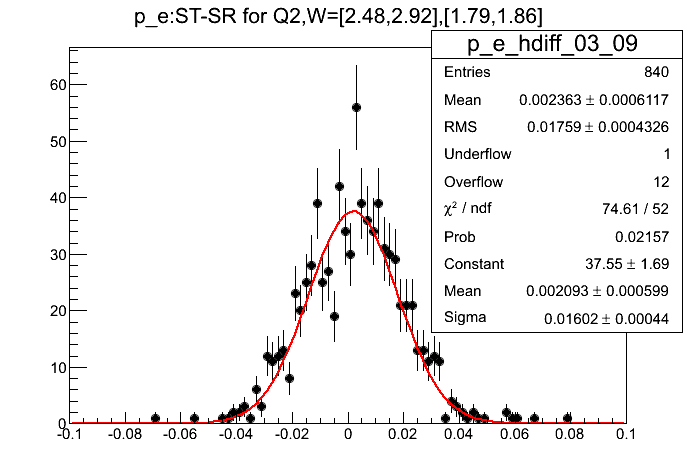 p_e:ST-SR for Q2,W=[2.48,2.92],[1.79,1.86]
p_e_hdiff_03_09
Entries 840
Mean 0.002363 ± 0.0006117
RMS 0.01759 ± 0.0004326
Underflow 1
Overflow 12
χ² / ndf 74.61 / 52
Prob 0.02157
Constant 37.55 ± 1.69
Mean 0.002093 ± 0.000599
Sigma 0.01602 ± 0.00044
60
50
40
30
20
10
0
-0.1 -0.08 -0.06 -0.04 -0.02 0 0.02 0.04 0.06 0.08 0.1